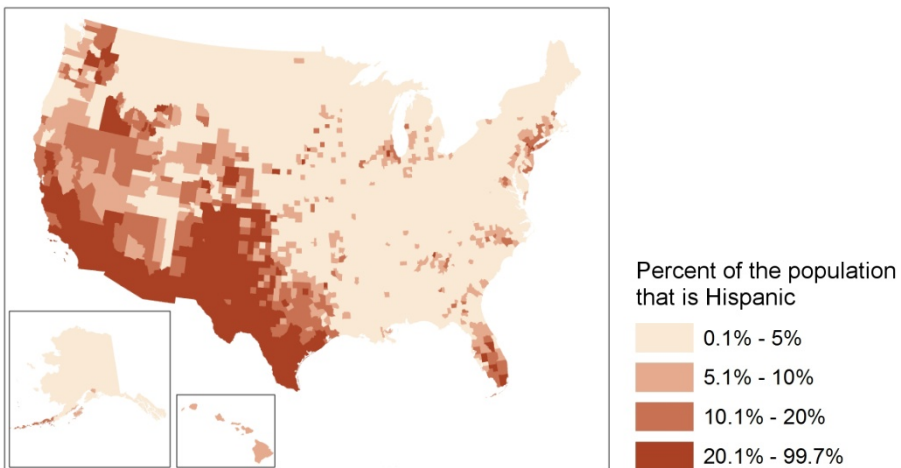 Percent of the population
that is Hispanic
0.1% - 5%
5.1% - 10%
10.1% - 20%
20.1% - 99.7%